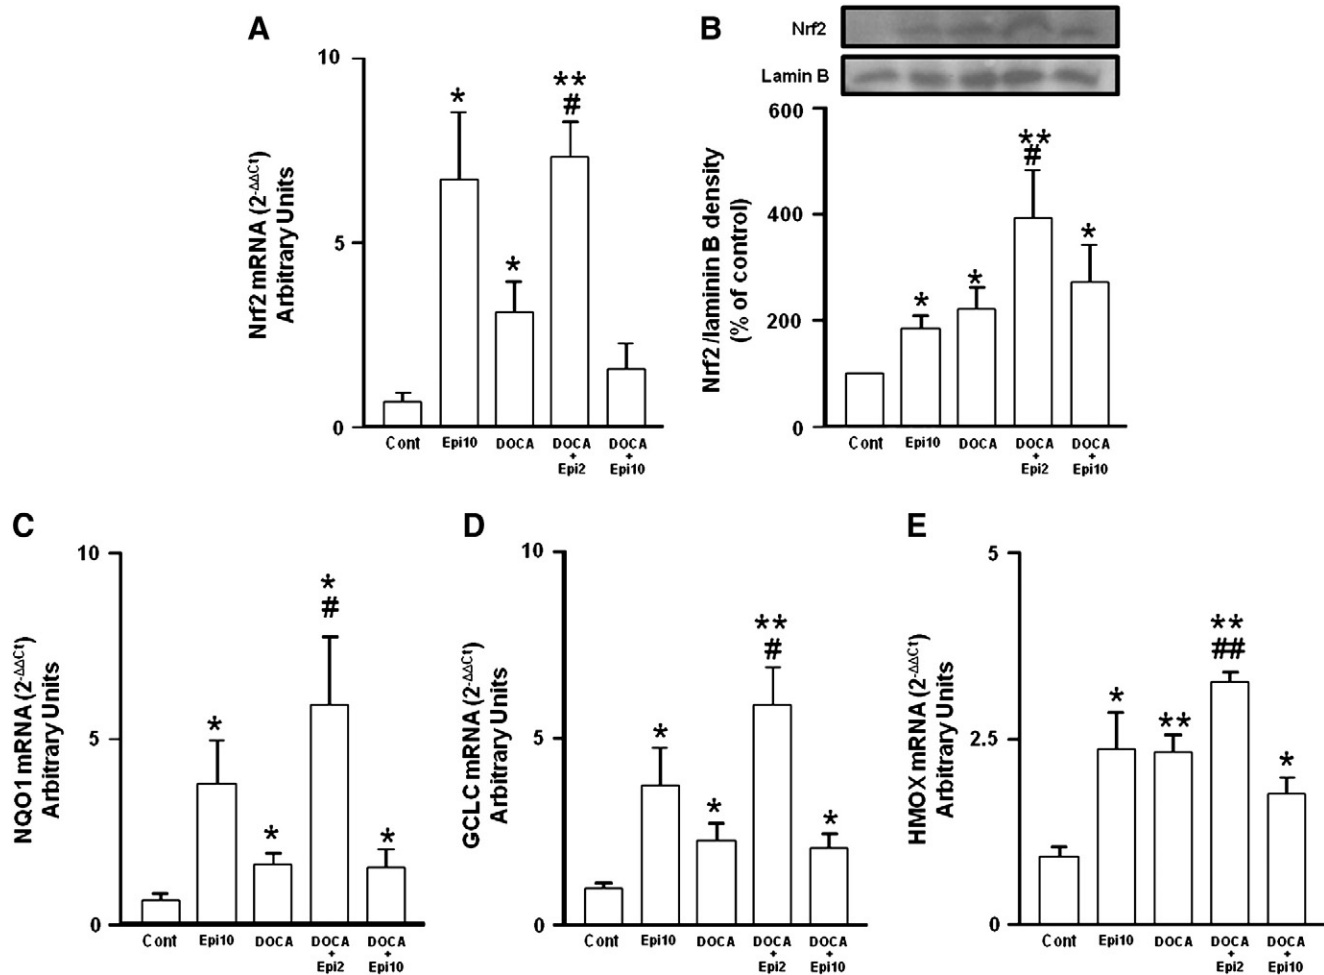 A
10
5
0
Nrf2 mRNA (2-ΔΔCt)
Arbitrary Units
*
*
**
#
Cont
Epi10
DOCA
DOCA
+
Epi2
DOCA
+
Epi10
B
Nrf2
Lamin B
600
400
200
0
Nrf2/laminin B density
(% of control)
*
*
**
#
*
Cont
Epi10
DOCA
DOCA
+
Epi2
DOCA
+
Epi10
C
10
5
0
NQO1 mRNA (2-ΔΔCt)
Arbitrary Units
*
*
*
#
*
Cont
Epi10
DOCA
DOCA
+
Epi2
DOCA
+
Epi10
D
10
5
0
GCLC mRNA (2-ΔΔCt)
Arbitrary Units
*
*
**
#
*
Cont
Epi10
DOCA
DOCA
+
Epi2
DOCA
+
Epi10
E
5
2.5
0
HMOX mRNA (2-ΔΔCt)
Arbitrary Units
*
**
**
##
*
Cont
Epi10
DOCA
DOCA
+
Epi2
DOCA
+
Epi10